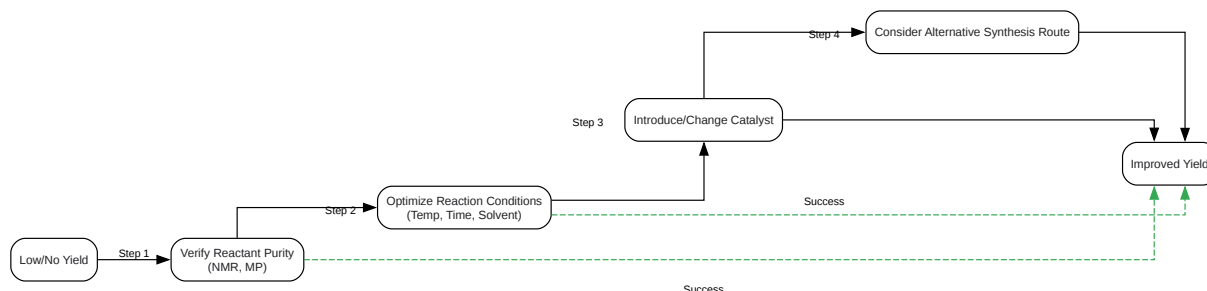 Step 4
Consider Alternative Synthesis Route
Step 3
Introduce/Change Catalyst
Improved Yield
Step 2
Optimize Reaction Conditions
(Temp, Time, Solvent)
Success
Low/No Yield
Step 1
Verify Reactant Purity
(NMR, MP)
Success